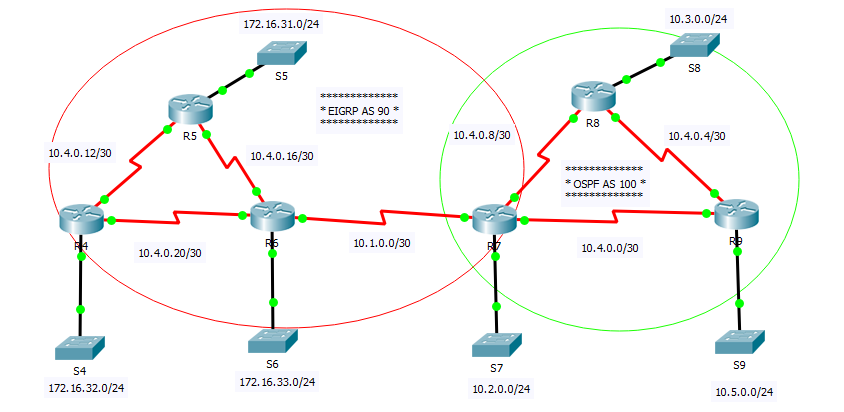 172.16.31.0/24
10.3.0.0/24
S5
S8
*************
* EIGRP AS 90 *
*************
R5
R8
10.4.0.8/30
10.4.0.4/30
10.4.0.12/30
10.4.0.16/30
*************
* OSPF AS 100 *
*************
R4
R6
R7
R9
10.4.0.20/30
10.1.0.0/30
10.4.0.0/30
S4
S6
S7
S9
172.16.32.0/24
172.16.33.0/24
10.2.0.0/24
10.5.0.0/24